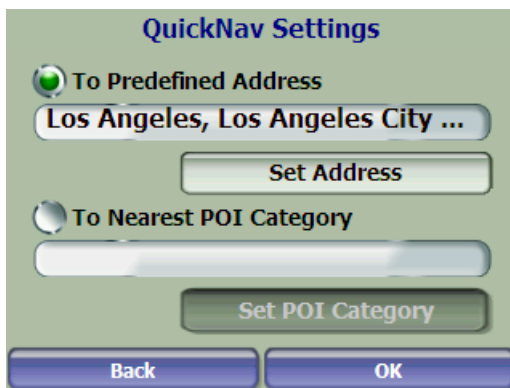 QuickNav Settings
To Predefined Address
Los Angeles, Los Angeles City ...
Set Address
To Nearest POI Category
Set POI Category
Back OK